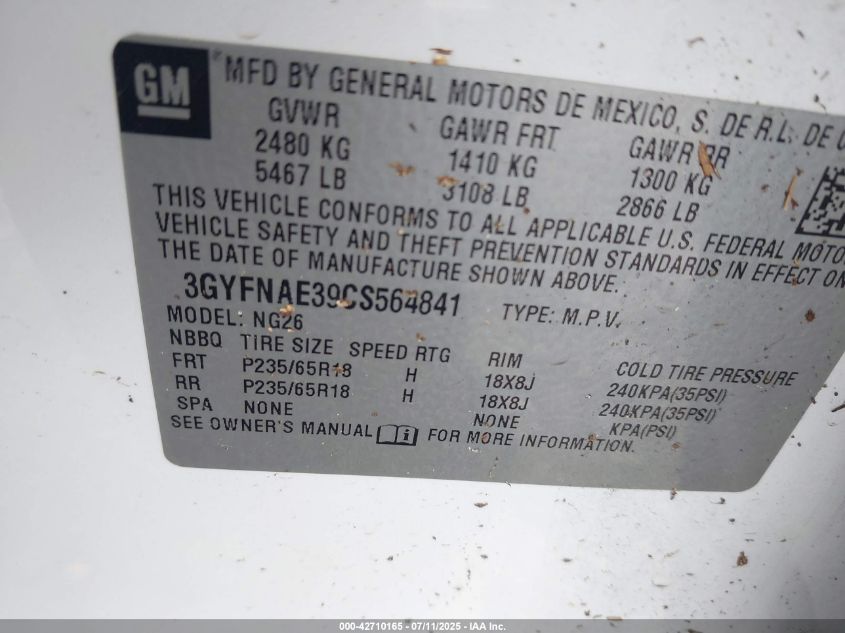 GM
MFD BY GENERAL MOTORS DE MEXICO, S. DE R.L. DE
GVWR GAWR FRT GAWR RR
2480 KG 1410 KG 1300 KG
5467 LB 3108 LB 2866 LB
THIS VEHICLE CONFORMS TO ALL APPLICABLE U.S. FEDERAL
VEHICLE SAFETY AND THEFT PREVENTION STANDARDS IN EFFECT ON
THE DATE OF MANUFACTURE SHOWN ABOVE.
3GYFNAE39CS564841 TYPE: M.P.V.
MODEL: NG26
NBBQ TIRE SIZE SPEED RTG RIM COLD TIRE PRESSURE
FRT P235/65R18 H 18X8J 240KPA(35PSI)
RR P235/65R18 H 18X8J 240KPA(35PSI)
SPA NONE NONE KPA(PSI)
SEE OWNER'S MANUAL FOR MORE INFORMATION.
000-42710165 - 07/11/2025 - IAA Inc.